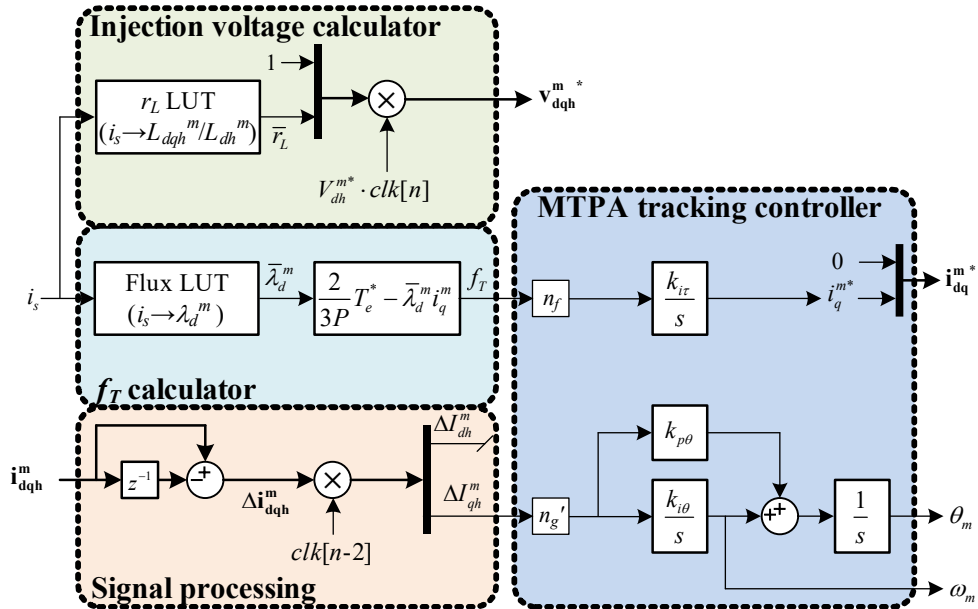 Injection voltage calculator
1
r_L LUT
(i_s→L_dqh^m/L_dh^m)
r̅_L
×
v_dqh^m*
V_dh^m*·clk[n]
MTPA tracking controller
i_s
Flux LUT
(i_s→λ_d^m)
λ̅_d^m
2/3P T_e^* − λ̅_d^m i_q^m
f_T
n_f
k_iτ/s
0
i_q^m*
i_dq^m*
f_T calculator
i_dqh^m
z^-1
−+
Δi_dqh^m
×
clk[n-2]
ΔI_dh^m
ΔI_qh^m
n_g′
k_pθ
k_iθ/s
++
1/s
θ_m
ω_m
Signal processing